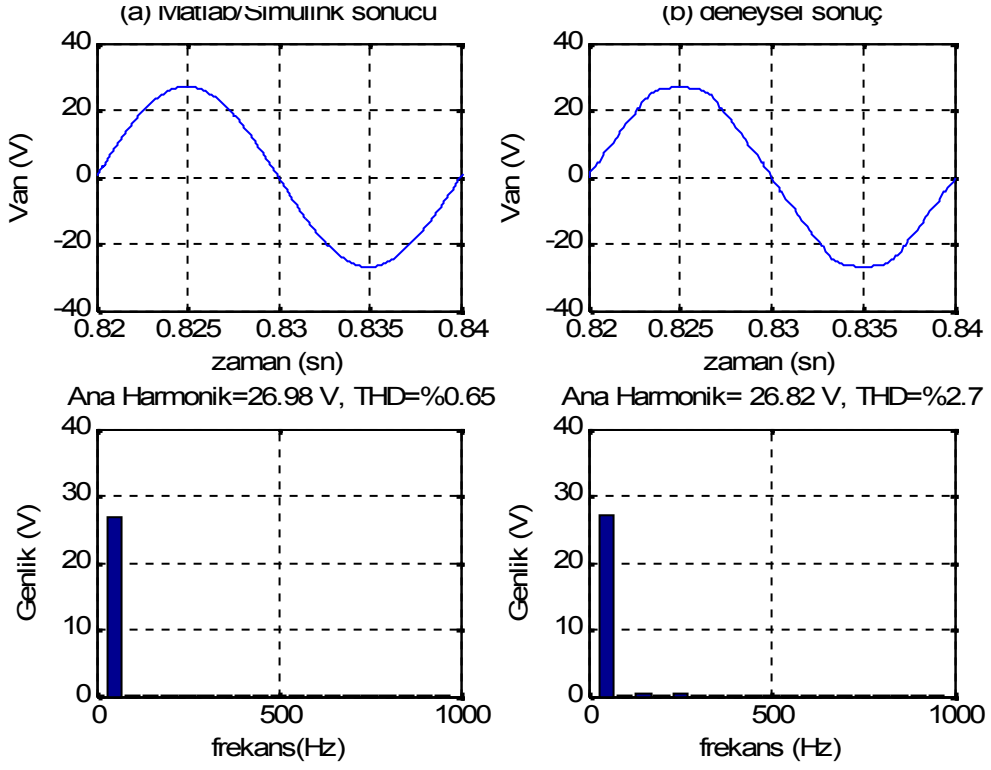 (a) Matlab/Simulink sonucu
40
20
0
-20
-40
Van (V)
0.82 0.825 0.83 0.835 0.84
zaman (sn)
(b) deneysel sonuç
40
20
0
-20
-40
Van (V)
0.82 0.825 0.83 0.835 0.84
zaman (sn)
Ana Harmonik=26.98 V, THD=%0.65
40
30
20
10
0
Genlik (V)
0 500 1000
frekans(Hz)
Ana Harmonik= 26.82 V, THD=%2.7
40
30
20
10
0
Genlik (V)
0 500 1000
frekans (Hz)